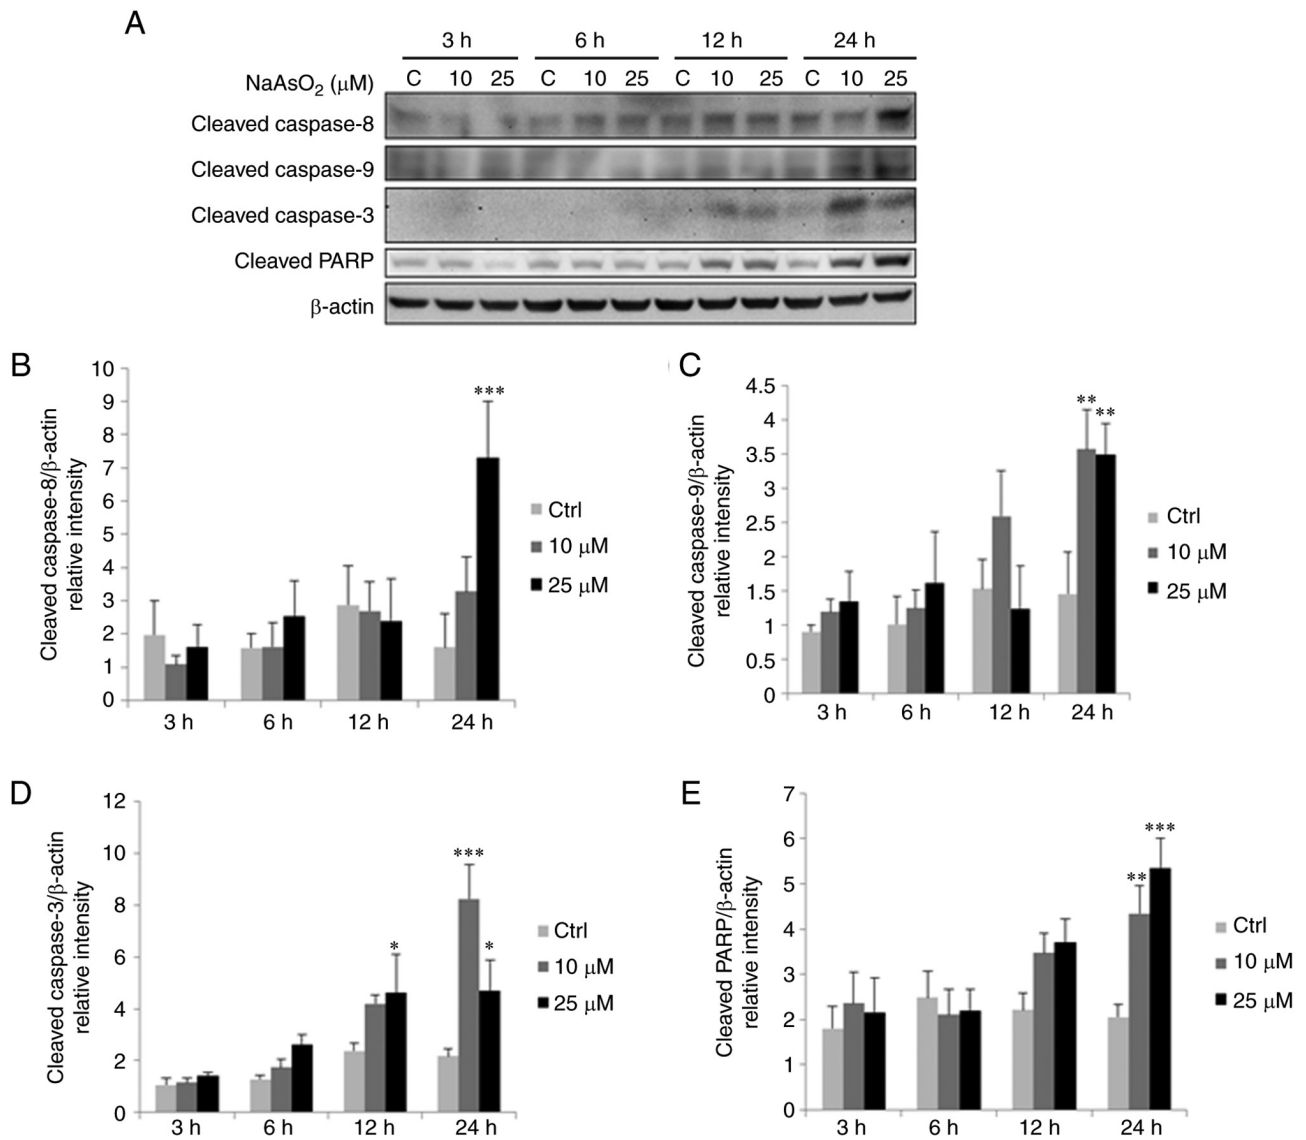 A
3 h 6 h 12 h 24 h
NaAsO2 (μM) C 10 25 C 10 25 C 10 25 C 10 25
Cleaved caspase-8
Cleaved caspase-9
Cleaved caspase-3
Cleaved PARP
β-actin
B
Cleaved caspase-8/β-actin
relative intensity
10
9
8
7
6
5
4
3
2
1
0
***
3 h 6 h 12 h 24 h
Ctrl
10 μM
25 μM
C
Cleaved caspase-9/β-actin
relative intensity
4.5
4
3.5
3
2.5
2
1.5
1
0.5
0
** **
3 h 6 h 12 h 24 h
Ctrl
10 μM
25 μM
D
Cleaved caspase-3/β-actin
relative intensity
12
10
8
6
4
2
0
*
*** *
3 h 6 h 12 h 24 h
Ctrl
10 μM
25 μM
E
Cleaved PARP/β-actin
relative intensity
7
6
5
4
3
2
1
0
** ***
3 h 6 h 12 h 24 h
Ctrl
10 μM
25 μM